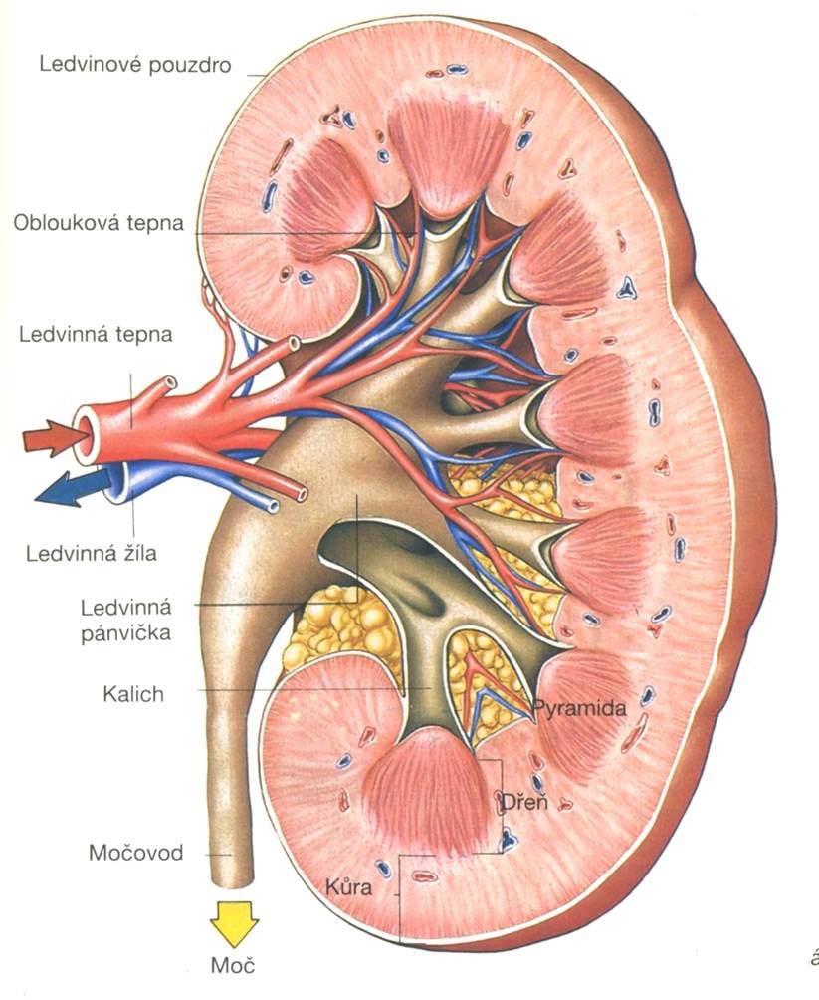 Ledvinové pouzdro
Oblouková tepna
Ledvinná tepna
Ledvinná žíla
Ledvinná
pánvička
Kalich
Pyramida
Dřeň
Močovod
Kůra
Moč
á